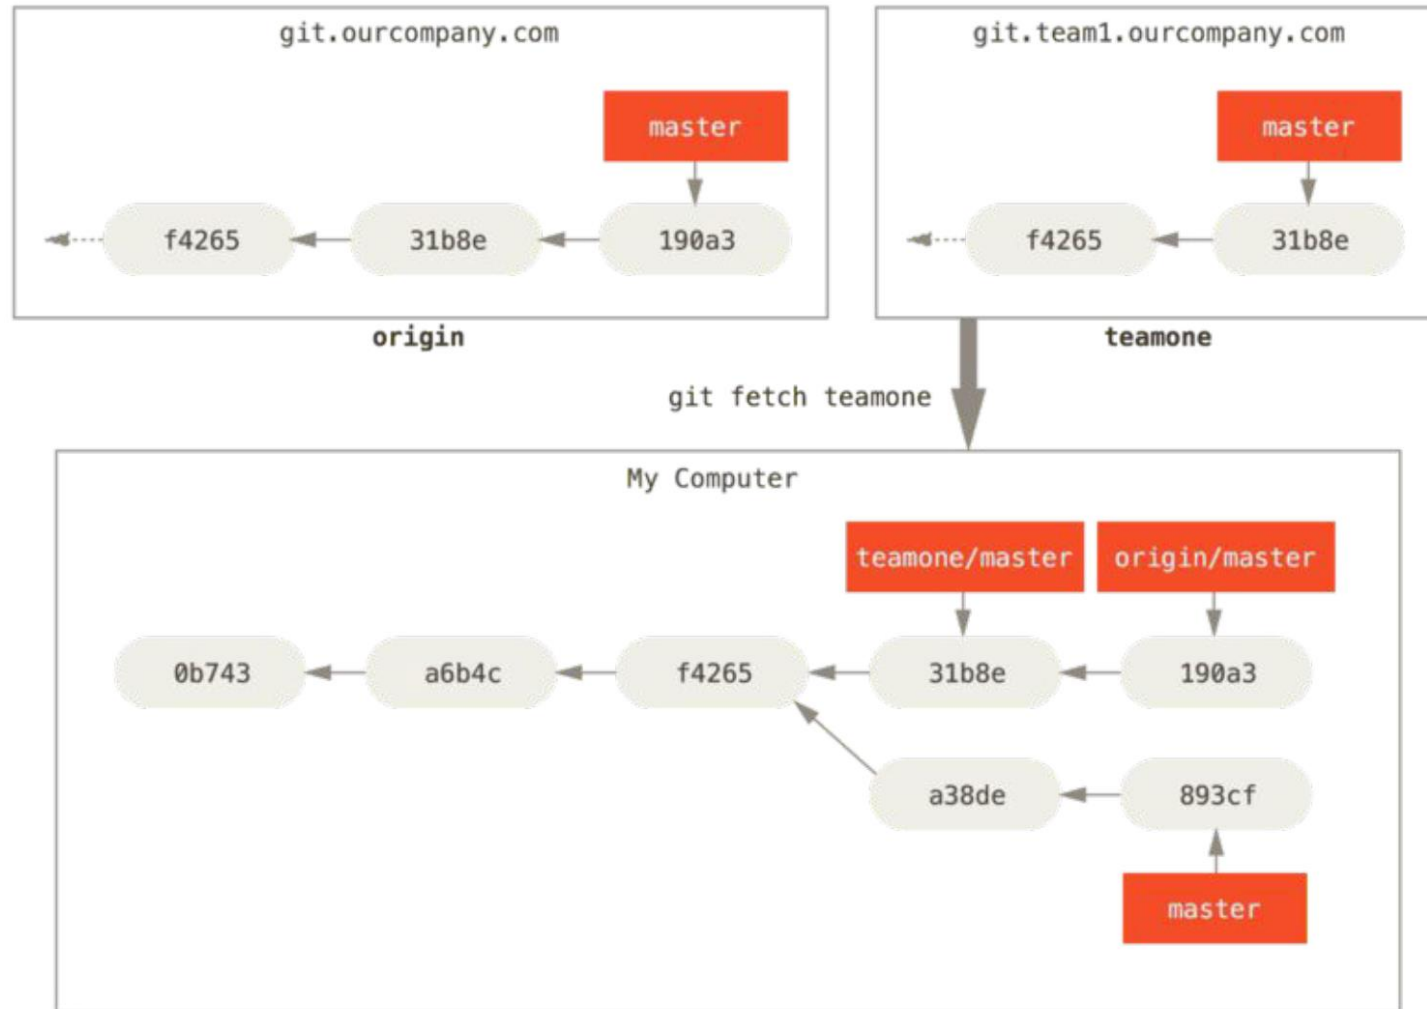 git.ourcompany.com
master
f4265
31b8e
190a3
origin
git.team1.ourcompany.com
master
f4265
31b8e
teamone
git fetch teamone
My Computer
teamone/master
origin/master
0b743
a6b4c
f4265
31b8e
190a3
a38de
893cf
master